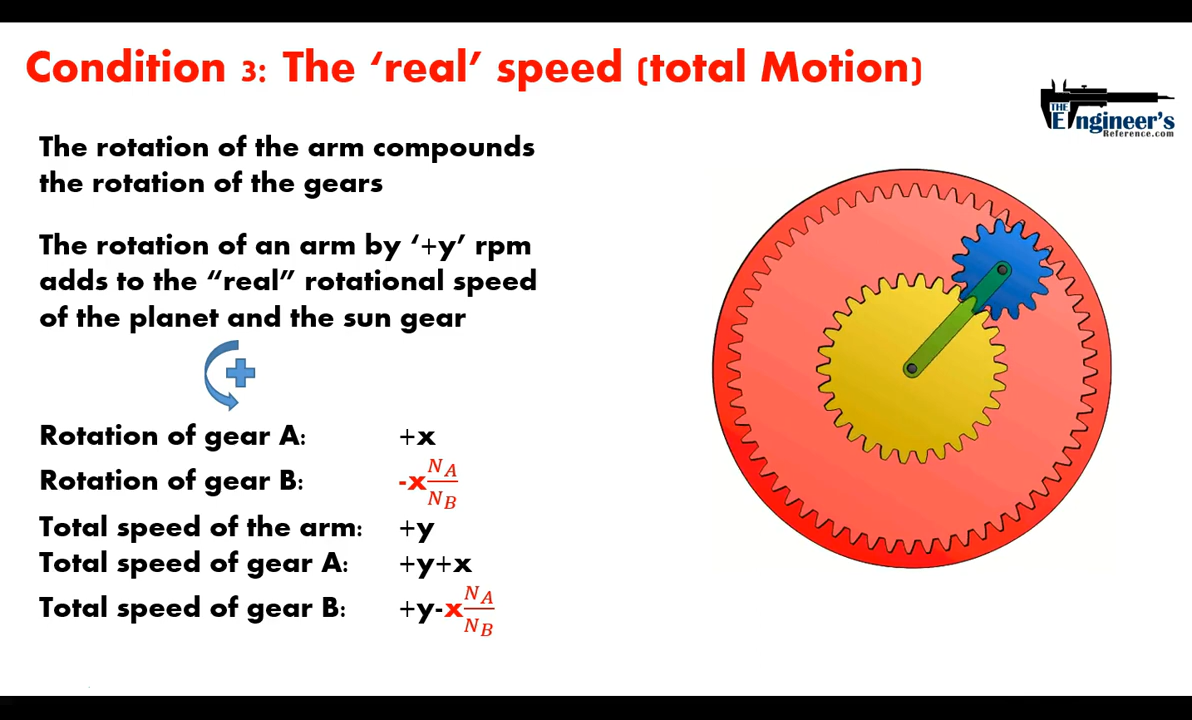 Condition 3: The ‘real’ speed (total Motion)
THE
Engineer's
Reference.com
The rotation of the arm compounds
the rotation of the gears
The rotation of an arm by ‘+y’ rpm
adds to the “real” rotational speed
of the planet and the sun gear
Rotation of gear A: +x
Rotation of gear B: -x N_A/N_B
Total speed of the arm: +y
Total speed of gear A: +y+x
Total speed of gear B: +y-x N_A/N_B